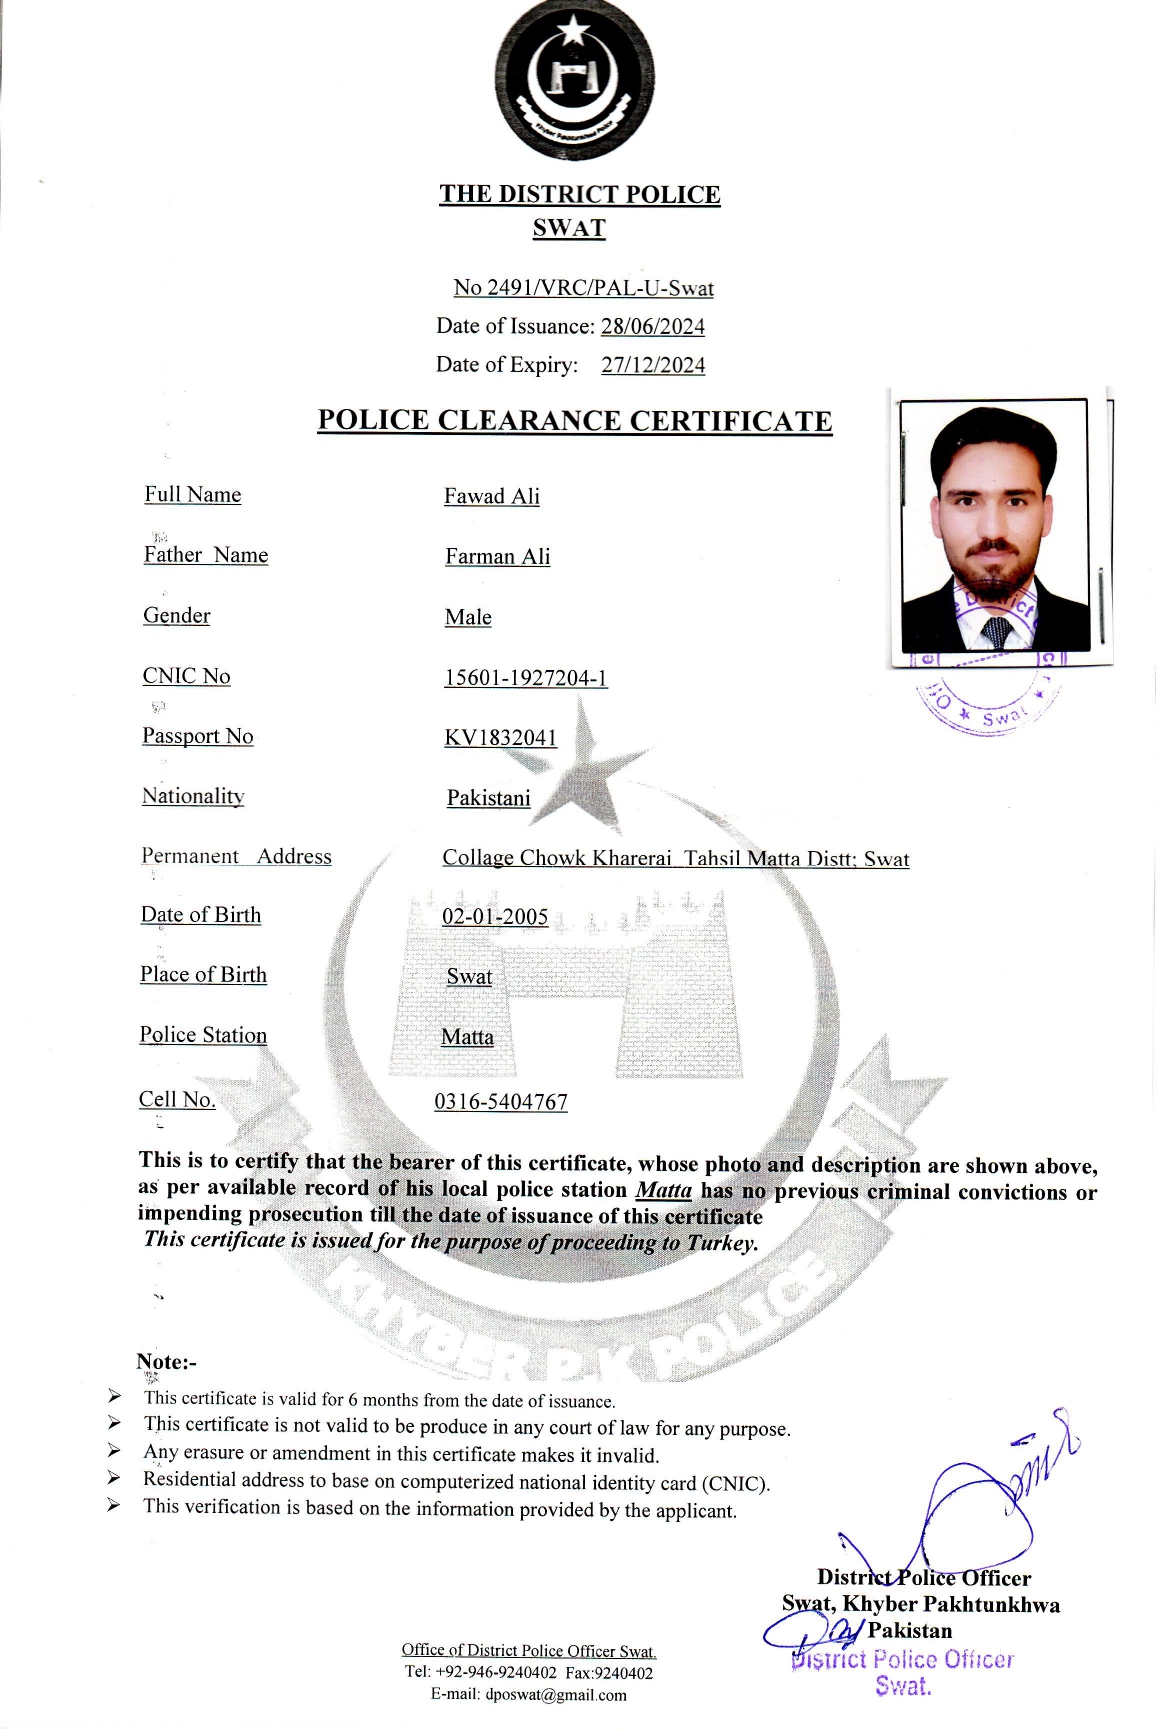 Khyber Pakhtunkhwa Police
THE DISTRICT POLICE
SWAT
No 2491/VRC/PAL-U-Swat
Date of Issuance: 28/06/2024
Date of Expiry: 27/12/2024
POLICE CLEARANCE CERTIFICATE
Full Name Fawad Ali
Father Name Farman Ali
Gender Male
CNIC No 15601-1927204-1
Passport No KV1832041
Nationality Pakistani
Permanent Address Collage Chowk Kharerai Tahsil Matta Distt: Swat
Date of Birth 02-01-2005
Place of Birth Swat
Police Station Matta
Cell No. 0316-5404767
District
Swat
This is to certify that the bearer of this certificate, whose photo and description are shown above,
as per available record of his local police station Matta has no previous criminal convictions or
impending prosecution till the date of issuance of this certificate
This certificate is issued for the purpose of proceeding to Turkey.
KHYBER P.K POLICE
Note:-
➢ This certificate is valid for 6 months from the date of issuance.
➢ This certificate is not valid to be produce in any court of law for any purpose.
➢ Any erasure or amendment in this certificate makes it invalid.
➢ Residential address to base on computerized national identity card (CNIC).
➢ This verification is based on the information provided by the applicant.
District Police Officer
Swat, Khyber Pakhtunkhwa
Pakistan
District Police Officer
Swat.
Office of District Police Officer Swat.
Tel: +92-946-9240402 Fax:9240402
E-mail: dposwat@gmail.com